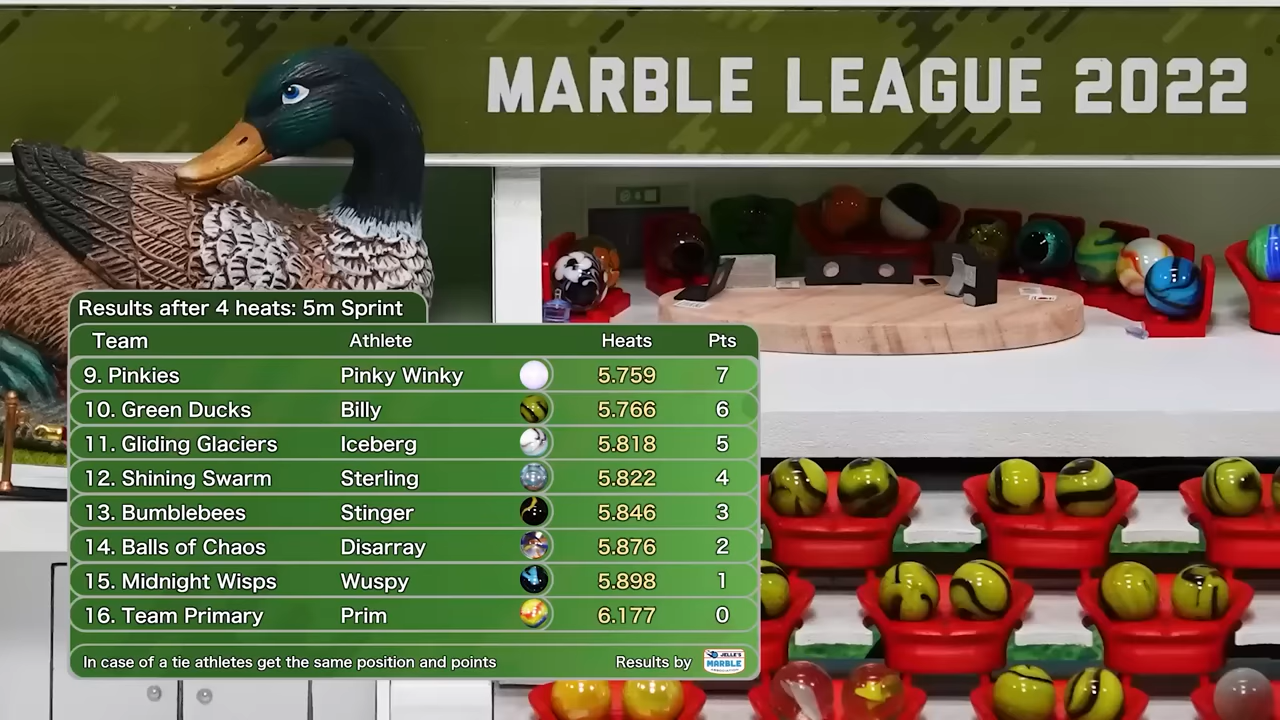 MARBLE LEAGUE 2022
Results after 4 heats: 5m Sprint
Team Athlete Heats Pts
9. Pinkies Pinky Winky 5.759 7
10. Green Ducks Billy 5.766 6
11. Gliding Glaciers Iceberg 5.818 5
12. Shining Swarm Sterling 5.822 4
13. Bumblebees Stinger 5.846 3
14. Balls of Chaos Disarray 5.876 2
15. Midnight Wisps Wuspy 5.898 1
16. Team Primary Prim 6.177 0
In case of a tie athletes get the same position and points Results by JELLE'S MARBLE